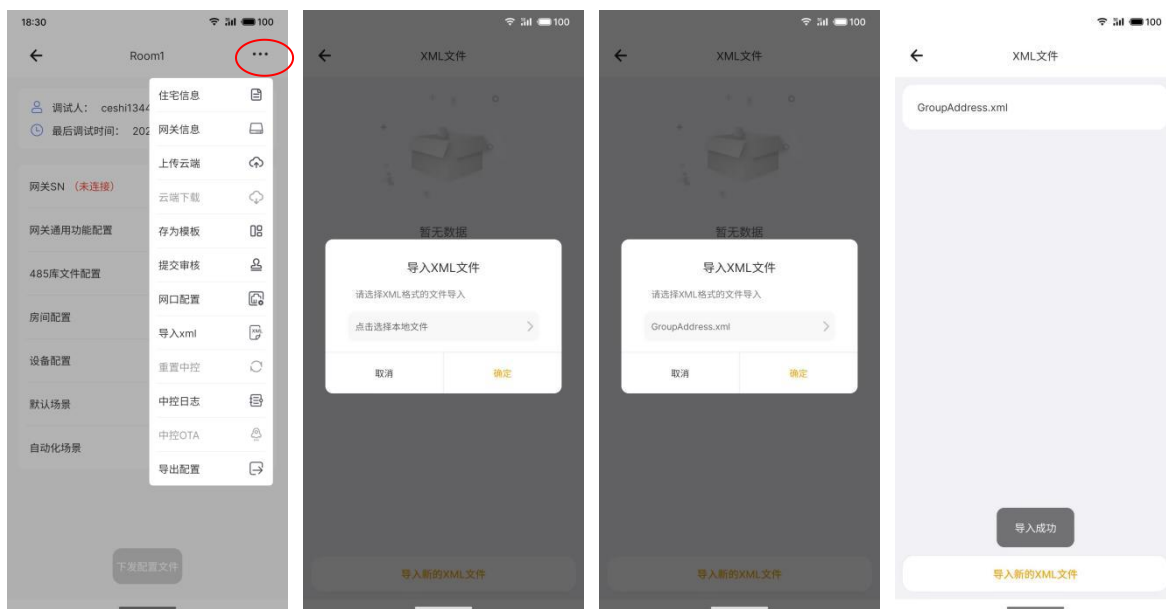 18:30
100
Room1
调试人： ceshi1344
最后调试时间： 202
网关SN （未连接）
网关通用功能配置
485库文件配置
房间配置
设备配置
默认场景
自动化场景
住宅信息
网关信息
上传云端
云端下载
存为模板
提交审核
网口配置
导入xml
重置中控
中控日志
中控OTA
导出配置
下发配置文件
100
XML文件
暂无数据
导入XML文件
请选择XML格式的文件导入
点击选择本地文件
取消
确定
导入新的XML文件
100
XML文件
暂无数据
导入XML文件
请选择XML格式的文件导入
GroupAddress.xml
取消
确定
导入新的XML文件
100
XML文件
GroupAddress.xml
导入成功
导入新的XML文件